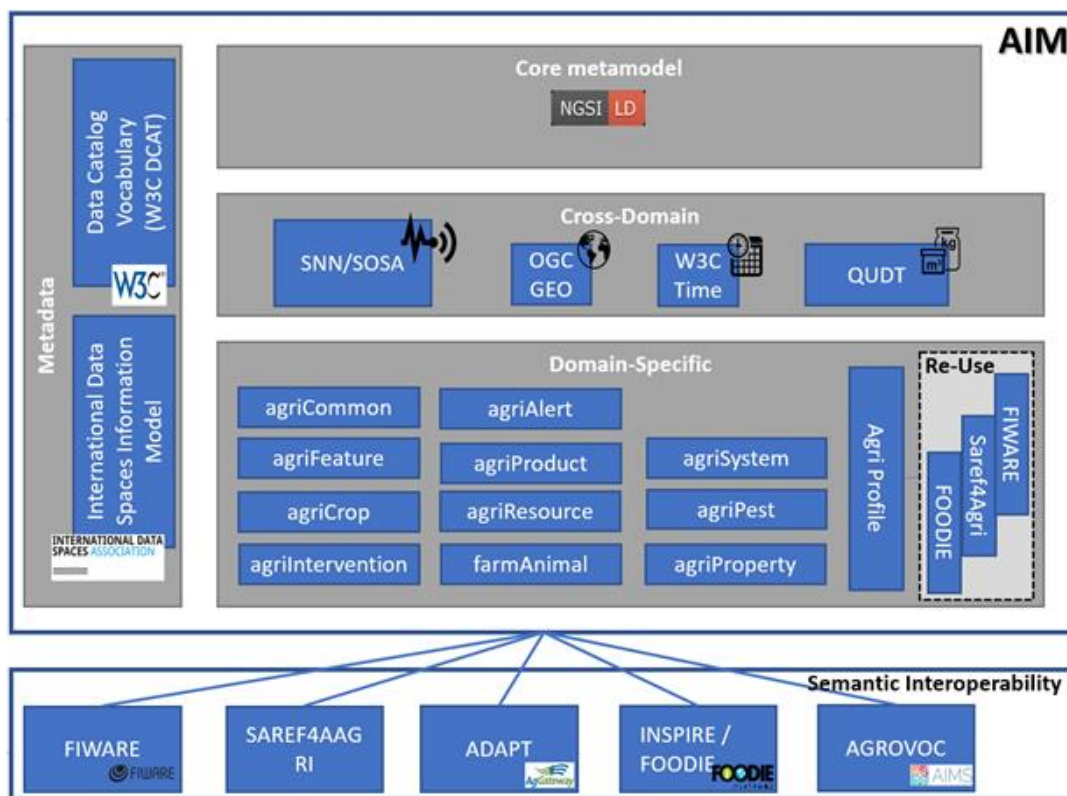 AIM
Metadata
Data Catalog
Vocabulary
(W3C DCAT)
W3C
International Data
Spaces Information
Model
INTERNATIONAL DATA
SPACES ASSOCIATION
Core metamodel
NGSI LD
Cross-Domain
SNN/SOSA
OGC
GEO
W3C
Time
QUDT
kg
m³
Domain-Specific
agriCommon
agriFeature
agriCrop
agriIntervention
agriAlert
agriProduct
agriResource
farmAnimal
agriSystem
agriPest
agriProperty
Agri Profile
Re-Use
FOODIE
Saref4Agri
FIWARE
Semantic Interoperability
FIWARE
FIWARE
SAREF4AAG
RI
ADAPT
AgGateway
INSPIRE /
FOODIE
FOODIE
AGROVOC
AIMS